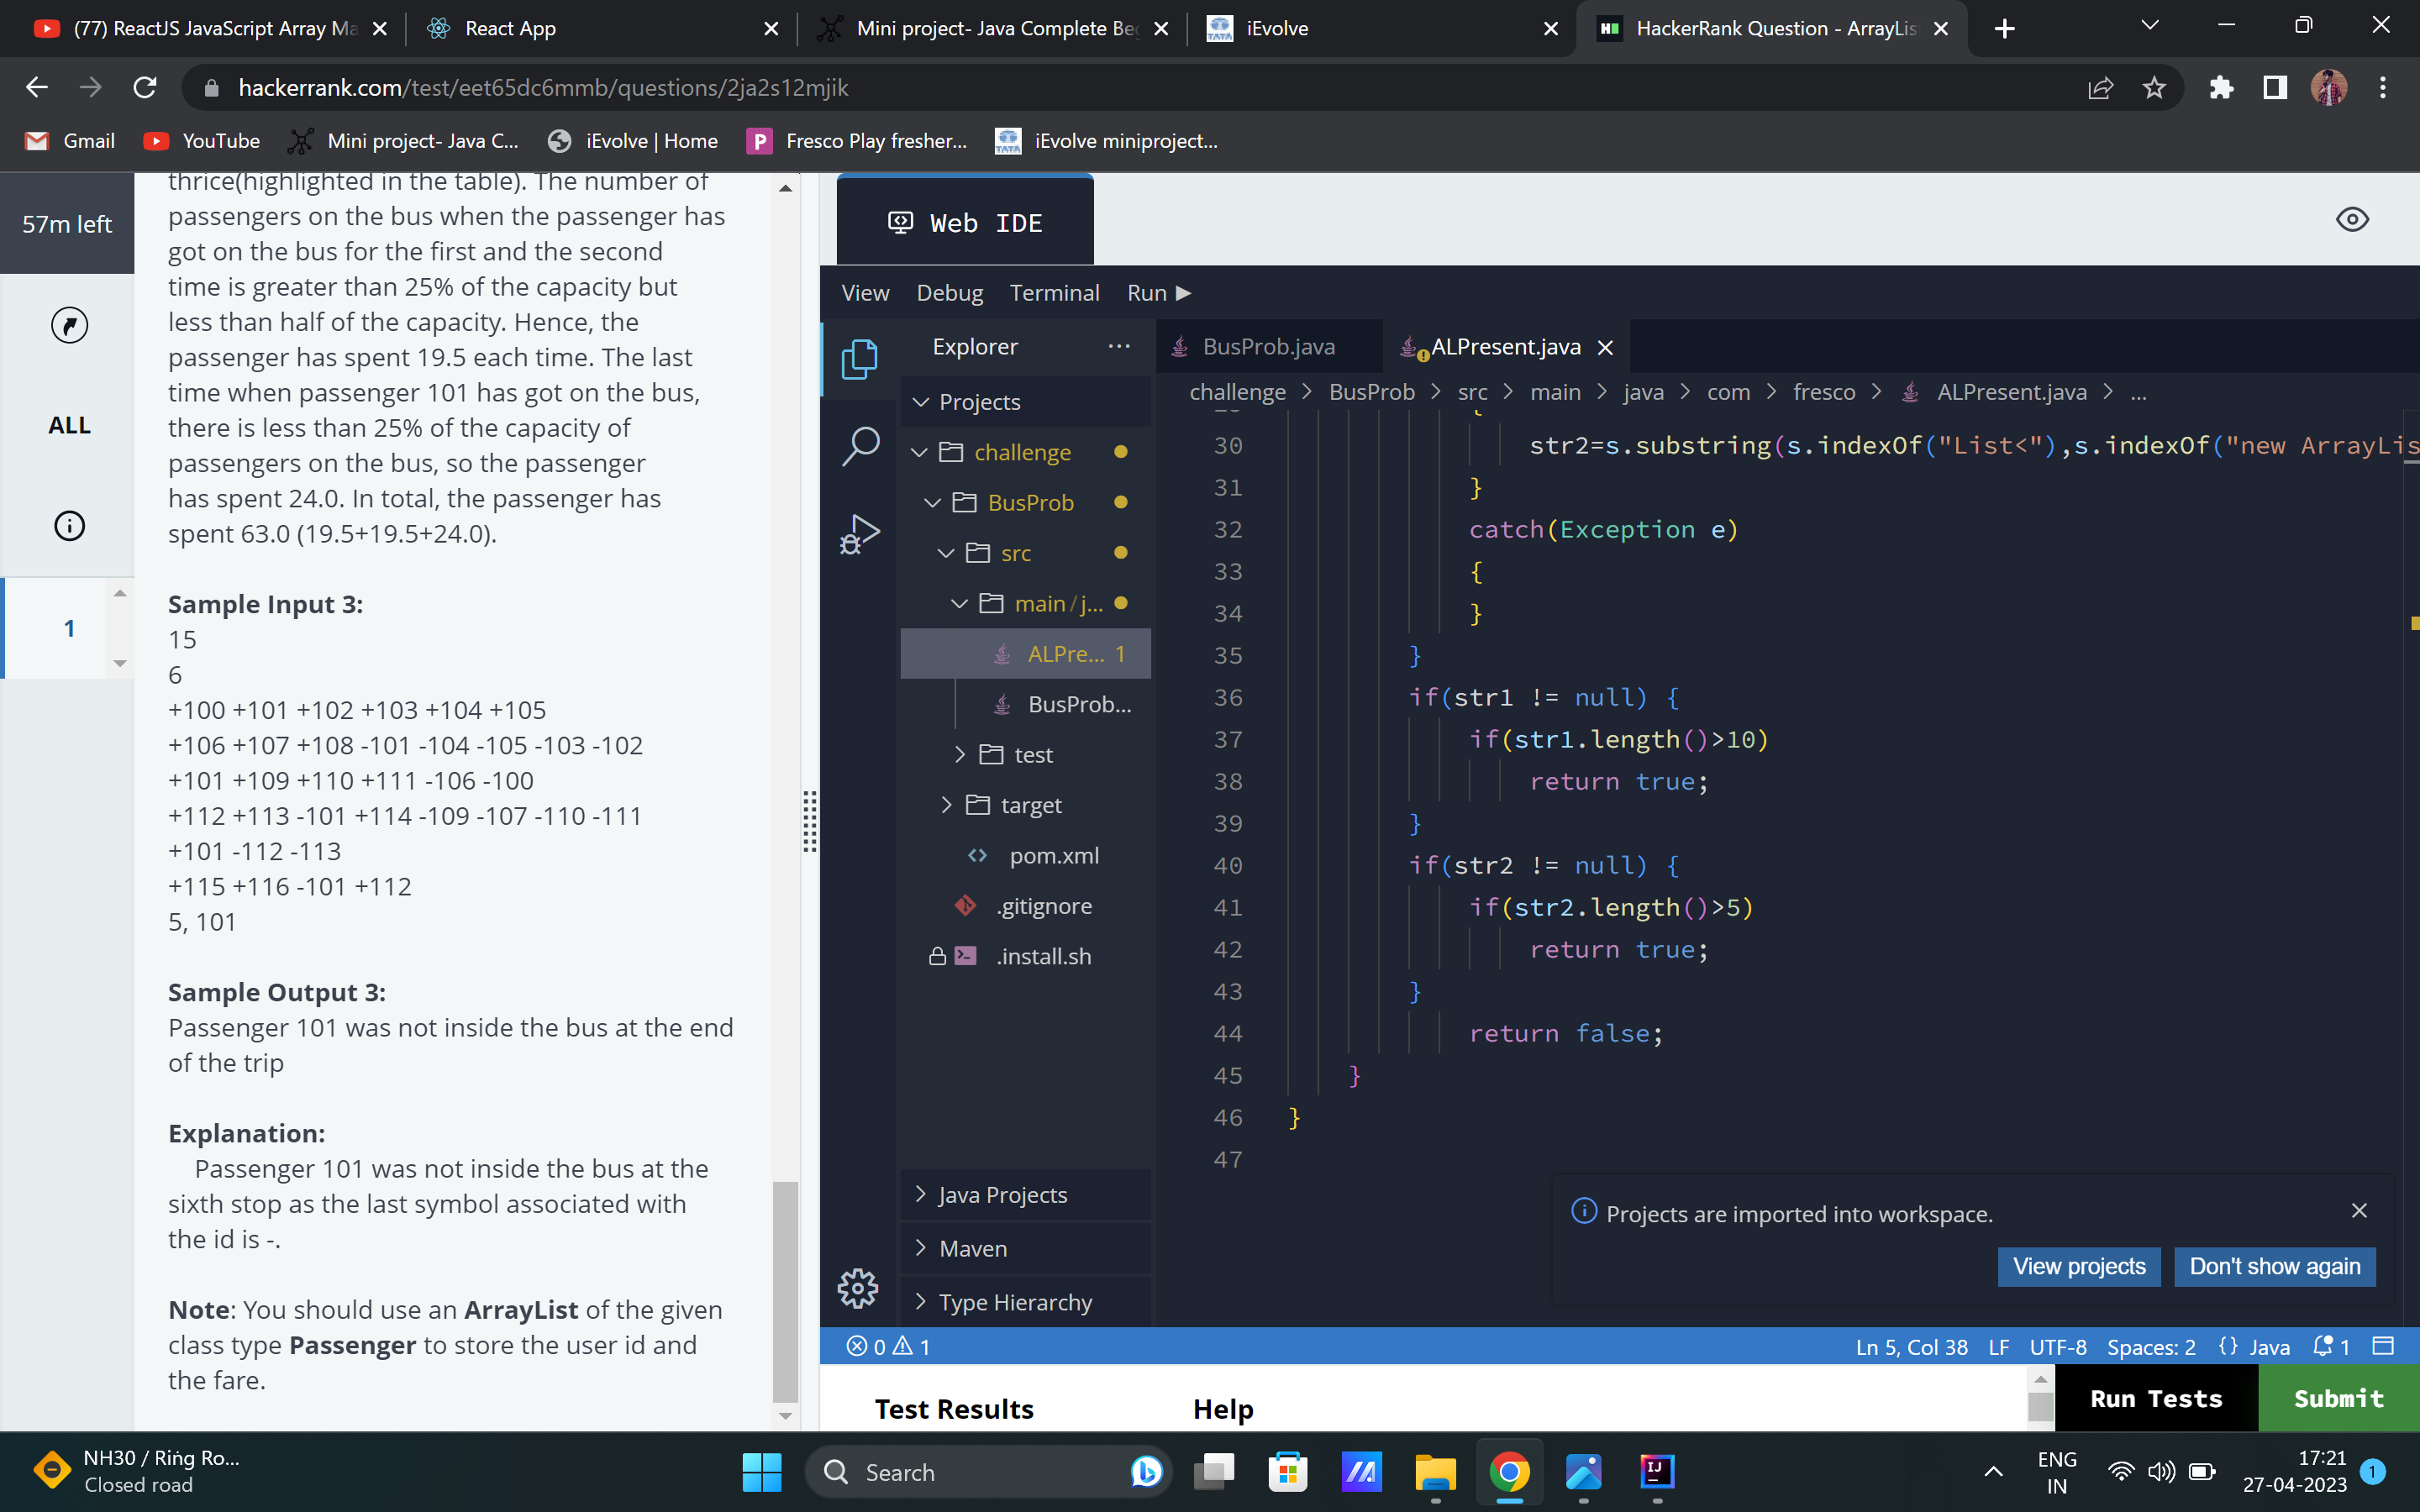 (77) ReactJS JavaScript Array Ma
React App
Mini project- Java Complete Be
iEvolve
HackerRank Question - ArrayLis
hackerrank.com/test/eet65dc6mmb/questions/2ja2s12mjik
Gmail
YouTube
Mini project- Java C...
iEvolve | Home
Fresco Play fresher...
iEvolve miniproject...
57m left
ALL
1
thrice(highlighted in the table). The number of
passengers on the bus when the passenger has
got on the bus for the first and the second
time is greater than 25% of the capacity but
less than half of the capacity. Hence, the
passenger has spent 19.5 each time. The last
time when passenger 101 has got on the bus,
there is less than 25% of the capacity of
passengers on the bus, so the passenger
has spent 24.0. In total, the passenger has
spent 63.0 (19.5+19.5+24.0).
Sample Input 3:
15
6
+100 +101 +102 +103 +104 +105
+106 +107 +108 -101 -104 -105 -103 -102
+101 +109 +110 +111 -106 -100
+112 +113 -101 +114 -109 -107 -110 -111
+101 -112 -113
+115 +116 -101 +112
5, 101
Sample Output 3:
Passenger 101 was not inside the bus at the end
of the trip
Explanation:
Passenger 101 was not inside the bus at the
sixth stop as the last symbol associated with
the id is -.
Note: You should use an ArrayList of the given
class type Passenger to store the user id and
the fare.
Web IDE
View Debug Terminal Run
Explorer
Projects
challenge
BusProb
src
main/j...
ALPre... 1
BusProb...
test
target
pom.xml
.gitignore
.install.sh
Java Projects
Maven
Type Hierarchy
BusProb.java
ALPresent.java
challenge > BusProb > src > main > java > com > fresco > ALPresent.java > ...
{
30 str2=s.substring(s.indexOf("List<"),s.indexOf("new ArrayLis
31 }
32 catch(Exception e)
33 {
34 }
35 }
36 if(str1 != null) {
37 if(str1.length()>10)
38 return true;
39 }
40 if(str2 != null) {
41 if(str2.length()>5)
42 return true;
43 }
44 return false;
45 }
46 }
47
Projects are imported into workspace.
View projects
Don't show again
0 1
Ln 5, Col 38 LF UTF-8 Spaces: 2 {} Java 1
Test Results
Help
Run Tests
Submit
NH30 / Ring Ro...
Closed road
Search
ENG
IN
17:21
27-04-2023
1